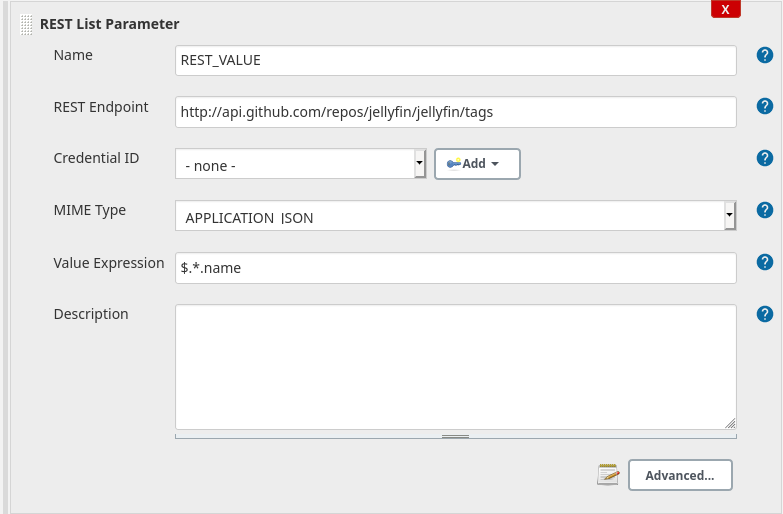 REST List Parameter
X
Name
REST_VALUE
?
REST Endpoint
http://api.github.com/repos/jellyfin/jellyfin/tags
?
Credential ID
- none -
Add
?
MIME Type
APPLICATION_JSON
?
Value Expression
$.*.name
?
Description
?
Advanced...